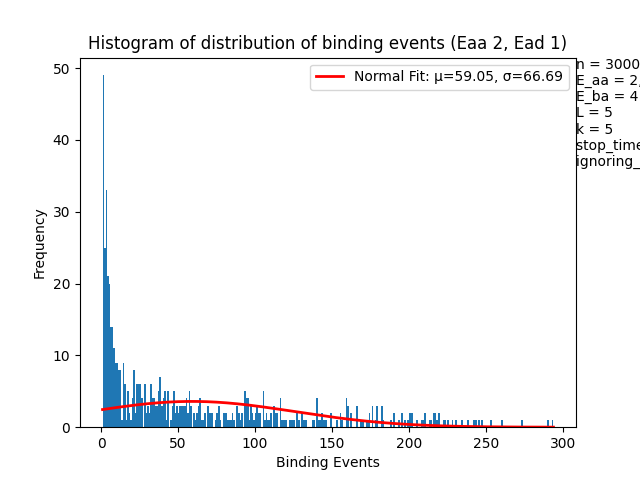 Histogram of distribution of binding events (Eaa 2, Ead 1)
Normal Fit: μ=59.05, σ=66.69
n = 3000
E_aa = 2,
E_ba = 4
L = 5
k = 5
stop_time
ignoring_
Frequency
50
40
30
20
10
0
0 50 100 150 200 250 300
Binding Events